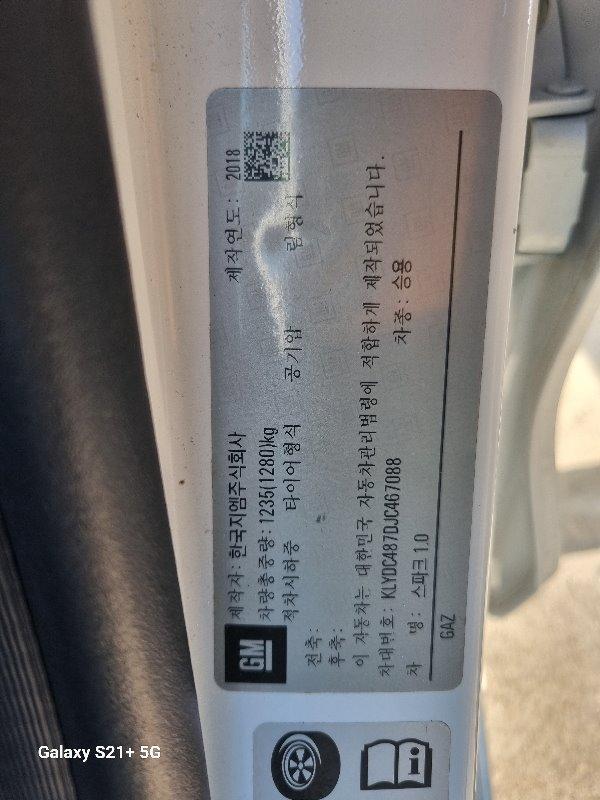 GM
제작자: 한국지엠주식회사 제작연도: 2018
차량총중량: 1235(1280)kg
적차시하중 타이어형식 공기압 림형식
전축:
후축:
이 자동차는 대한민국 자동차관리법령에 적합하게 제작되었습니다.
차대번호: KLYDC487DJC467088 차종: 승용
차 명: 스파크 1.0
GAZ
i
Galaxy S21+ 5G